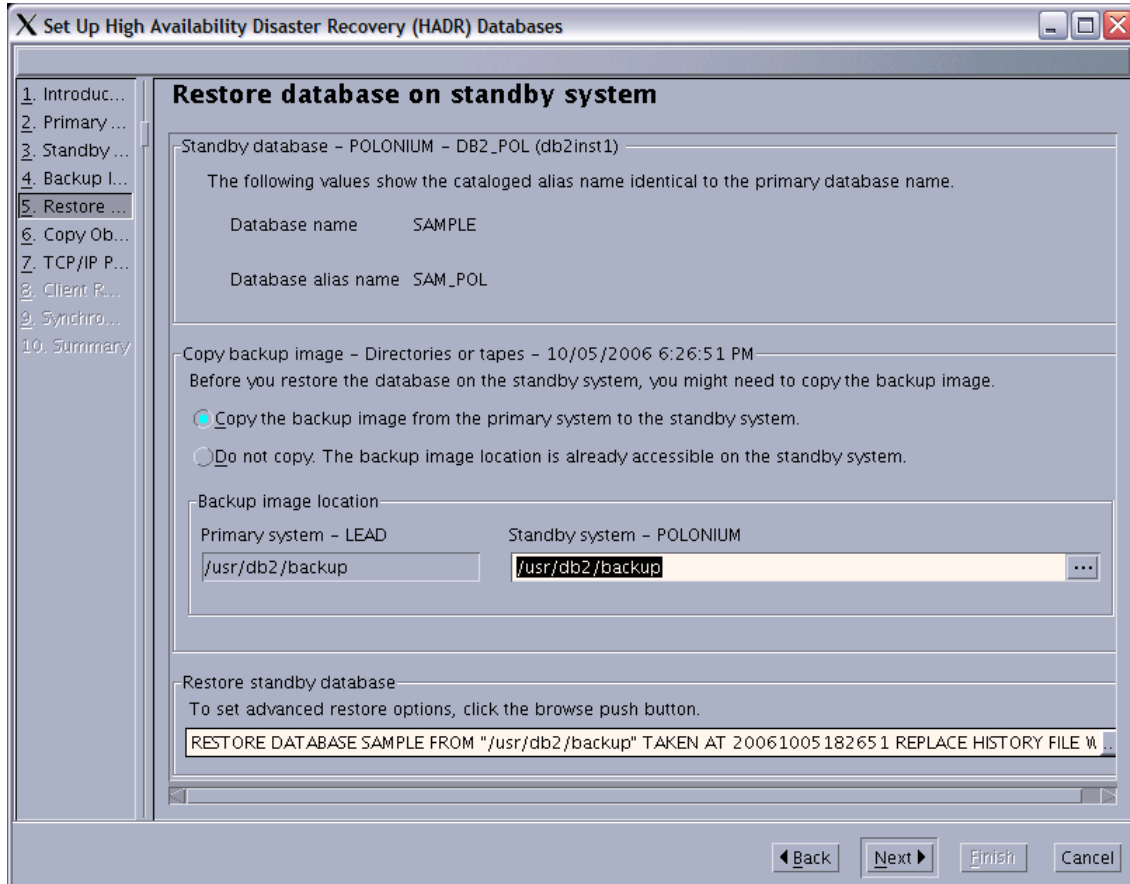 X Set Up High Availability Disaster Recovery (HADR) Databases
1. Introduc...
2. Primary ...
3. Standby ...
4. Backup I...
5. Restore ...
6. Copy Ob...
7. TCP/IP P...
8. Client R...
9. Synchro...
10. Summary
Restore database on standby system
Standby database – POLONIUM – DB2_POL (db2inst1)
The following values show the cataloged alias name identical to the primary database name.
Database name SAMPLE
Database alias name SAM_POL
Copy backup image – Directories or tapes – 10/05/2006 6:26:51 PM
Before you restore the database on the standby system, you might need to copy the backup image.
Copy the backup image from the primary system to the standby system.
Do not copy. The backup image location is already accessible on the standby system.
Backup image location
Primary system – LEAD Standby system – POLONIUM
/usr/db2/backup /usr/db2/backup ...
Restore standby database
To set advanced restore options, click the browse push button.
RESTORE DATABASE SAMPLE FROM "/usr/db2/backup" TAKEN AT 20061005182651 REPLACE HISTORY FILE ...
Back Next Finish Cancel